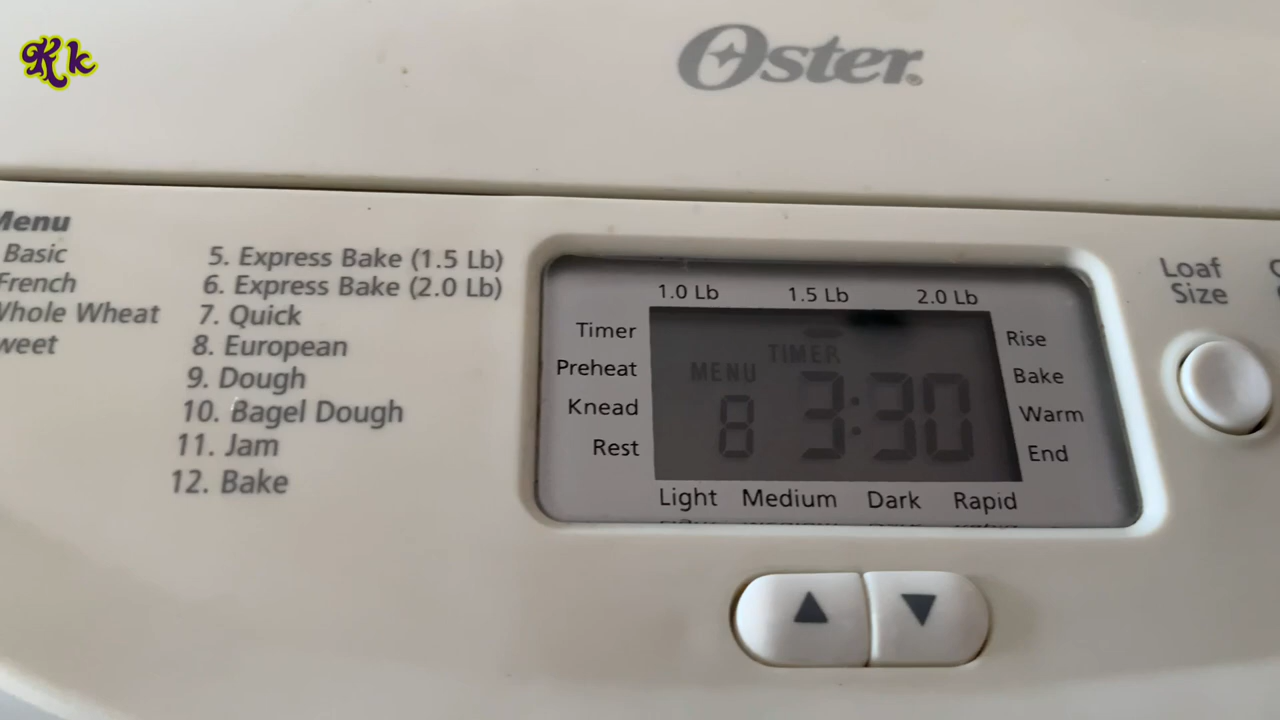 Kk
Oster
Menu
Basic
French
Whole Wheat
5. Express Bake (1.5 Lb)
6. Express Bake (2.0 Lb)
7. Quick
8. European
9. Dough
10. Bagel Dough
11. Jam
12. Bake
1.0 Lb 1.5 Lb 2.0 Lb
Timer
Preheat
Knead
Rest
TIMER
MENU
8 3:30
Rise
Bake
Warm
End
Light Medium Dark Rapid
Loaf
Size